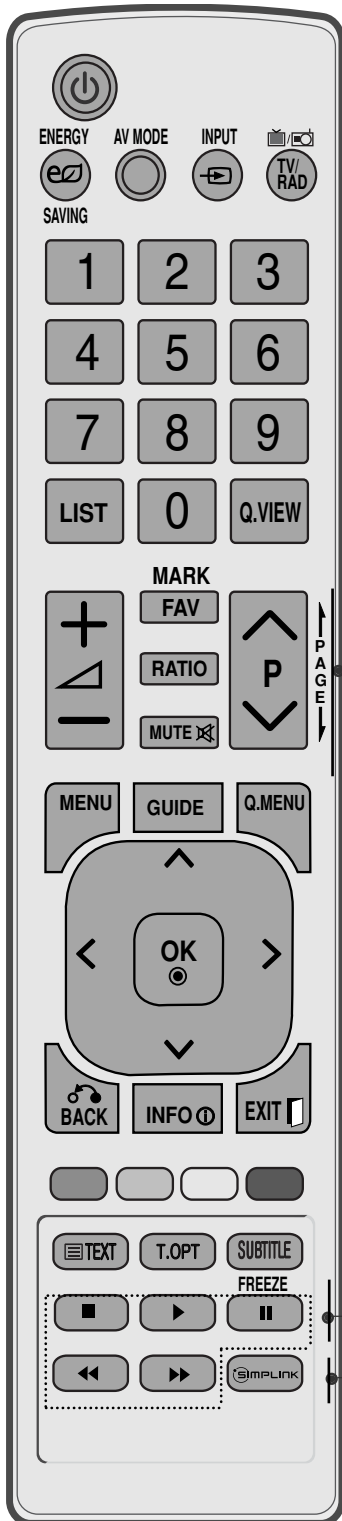 ENERGY AV MODE INPUT
TV/
RAD
SAVING
1 2 3
4 5 6
7 8 9
LIST 0 Q.VIEW
MARK
FAV
RATIO
P
MUTE
PAGE
MENU GUIDE Q.MENU
OK
BACK INFO EXIT
TEXT T.OPT SUBTITLE
FREEZE
SIMPLINK